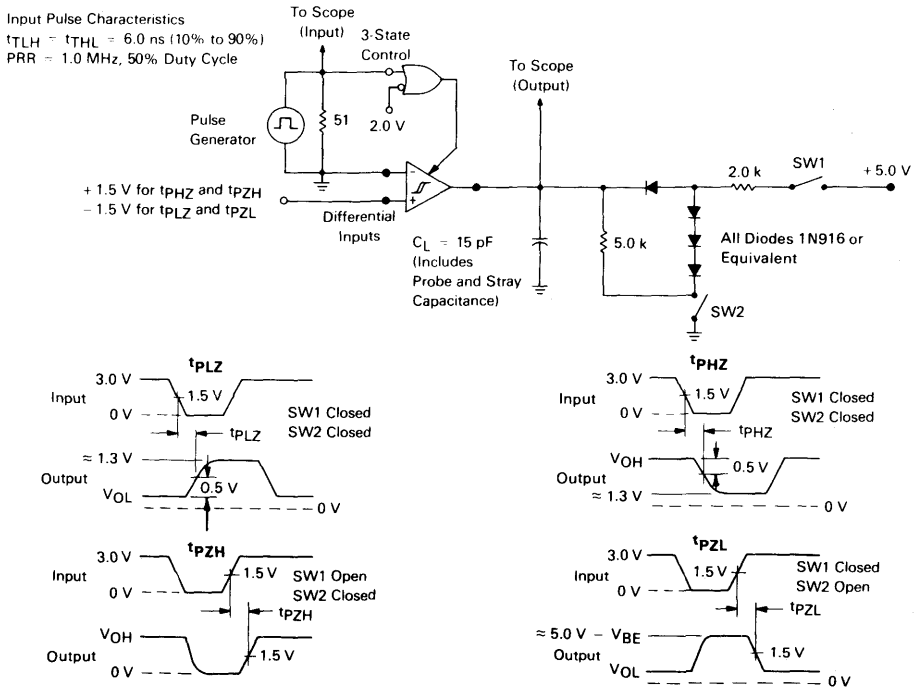 Input Pulse Characteristics
tTLH = tTHL = 6.0 ns (10% to 90%)
PRR = 1.0 MHz, 50% Duty Cycle
To Scope
(Input)
3-State
Control
To Scope
(Output)
Pulse
Generator
51
2.0 V
2.0 k
SW1
+ 5.0 V
+ 1.5 V for tPHZ and tPZH
− 1.5 V for tPLZ and tPZL
−
+
Differential
Inputs
CL = 15 pF
(Includes
Probe and Stray
Capacitance)
5.0 k
All Diodes 1N916 or
Equivalent
SW2
tPLZ
3.0 V
Input
1.5 V
0 V
SW1 Closed
SW2 Closed
tPLZ
≈ 1.3 V
Output
0.5 V
VOL
0 V
tPHZ
3.0 V
Input
1.5 V
0 V
SW1 Closed
SW2 Closed
tPHZ
VOH
Output
0.5 V
≈ 1.3 V
0 V
tPZH
3.0 V
Input
1.5 V
0 V
SW1 Open
SW2 Closed
tPZH
VOH
Output
1.5 V
0 V
tPZL
3.0 V
Input
1.5 V
0 V
SW1 Closed
SW2 Open
tPZL
≈ 5.0 V − VBE
Output
1.5 V
VOL
0 V